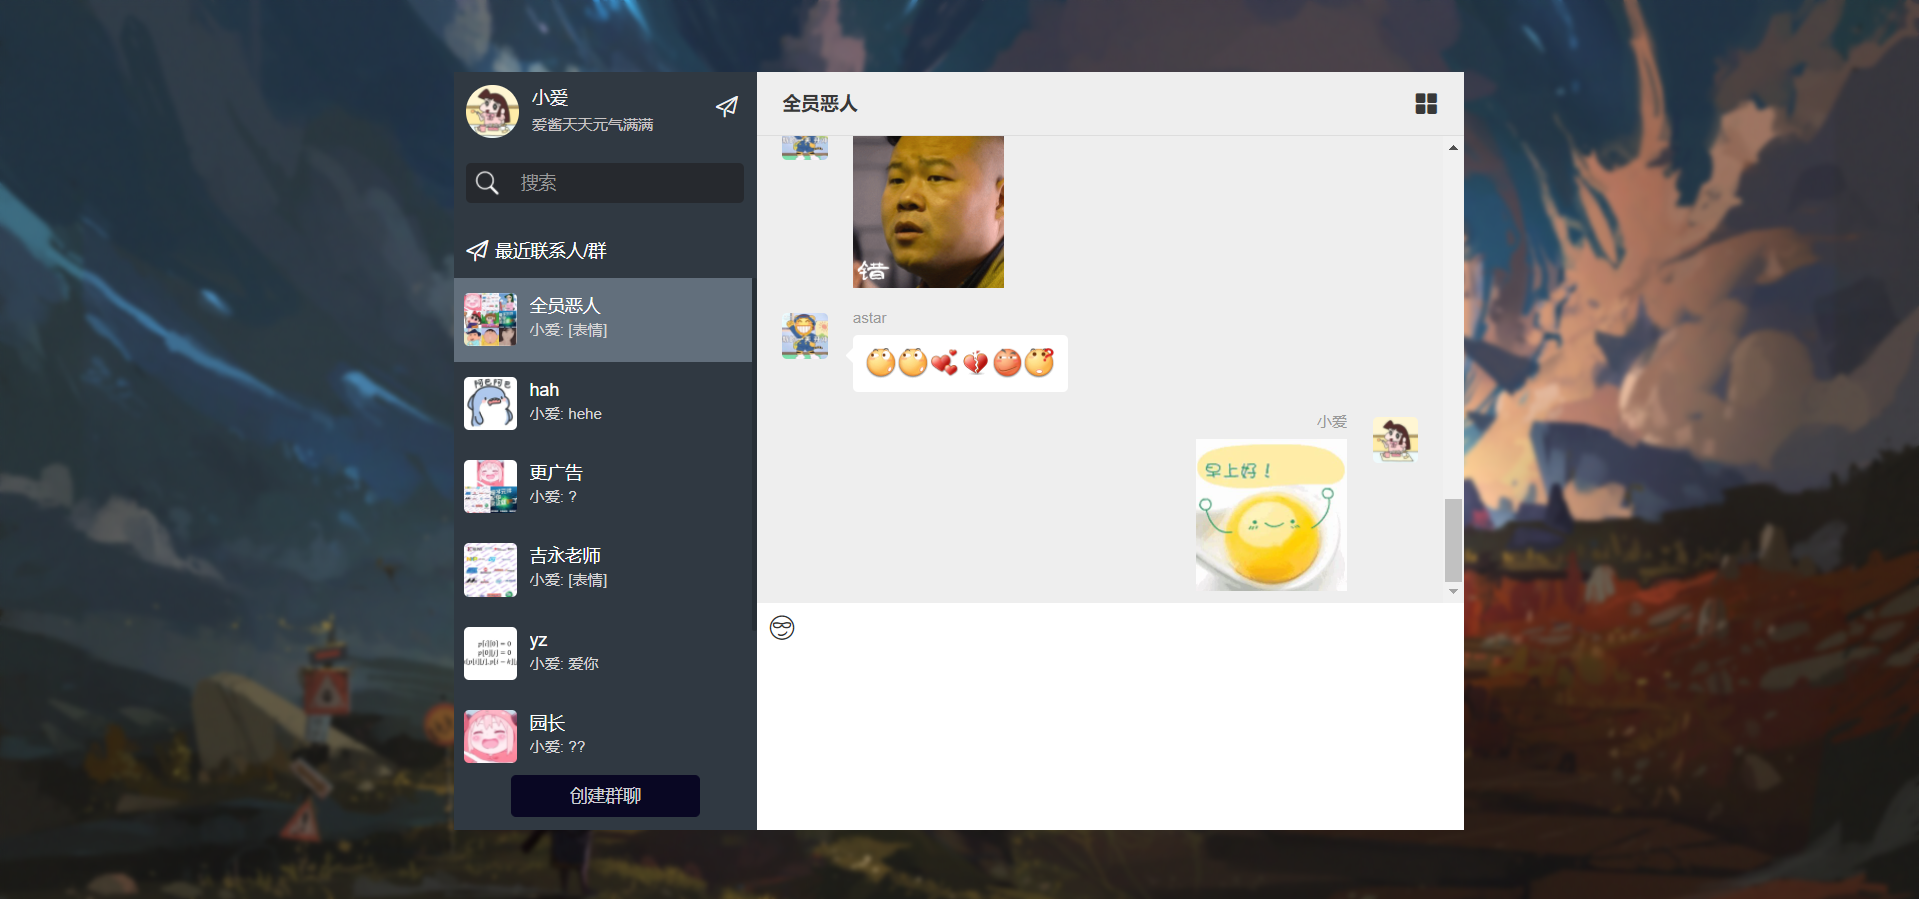 小爱
爱酱天天元气满满
搜索
最近联系人/群
全员恶人
小爱: [表情]
hah
小爱: hehe
更广告
小爱: ?
吉永老师
小爱: [表情]
yz
小爱: 爱你
园长
小爱: ??
创建群聊
全员恶人
错
astar
小爱
早上好！